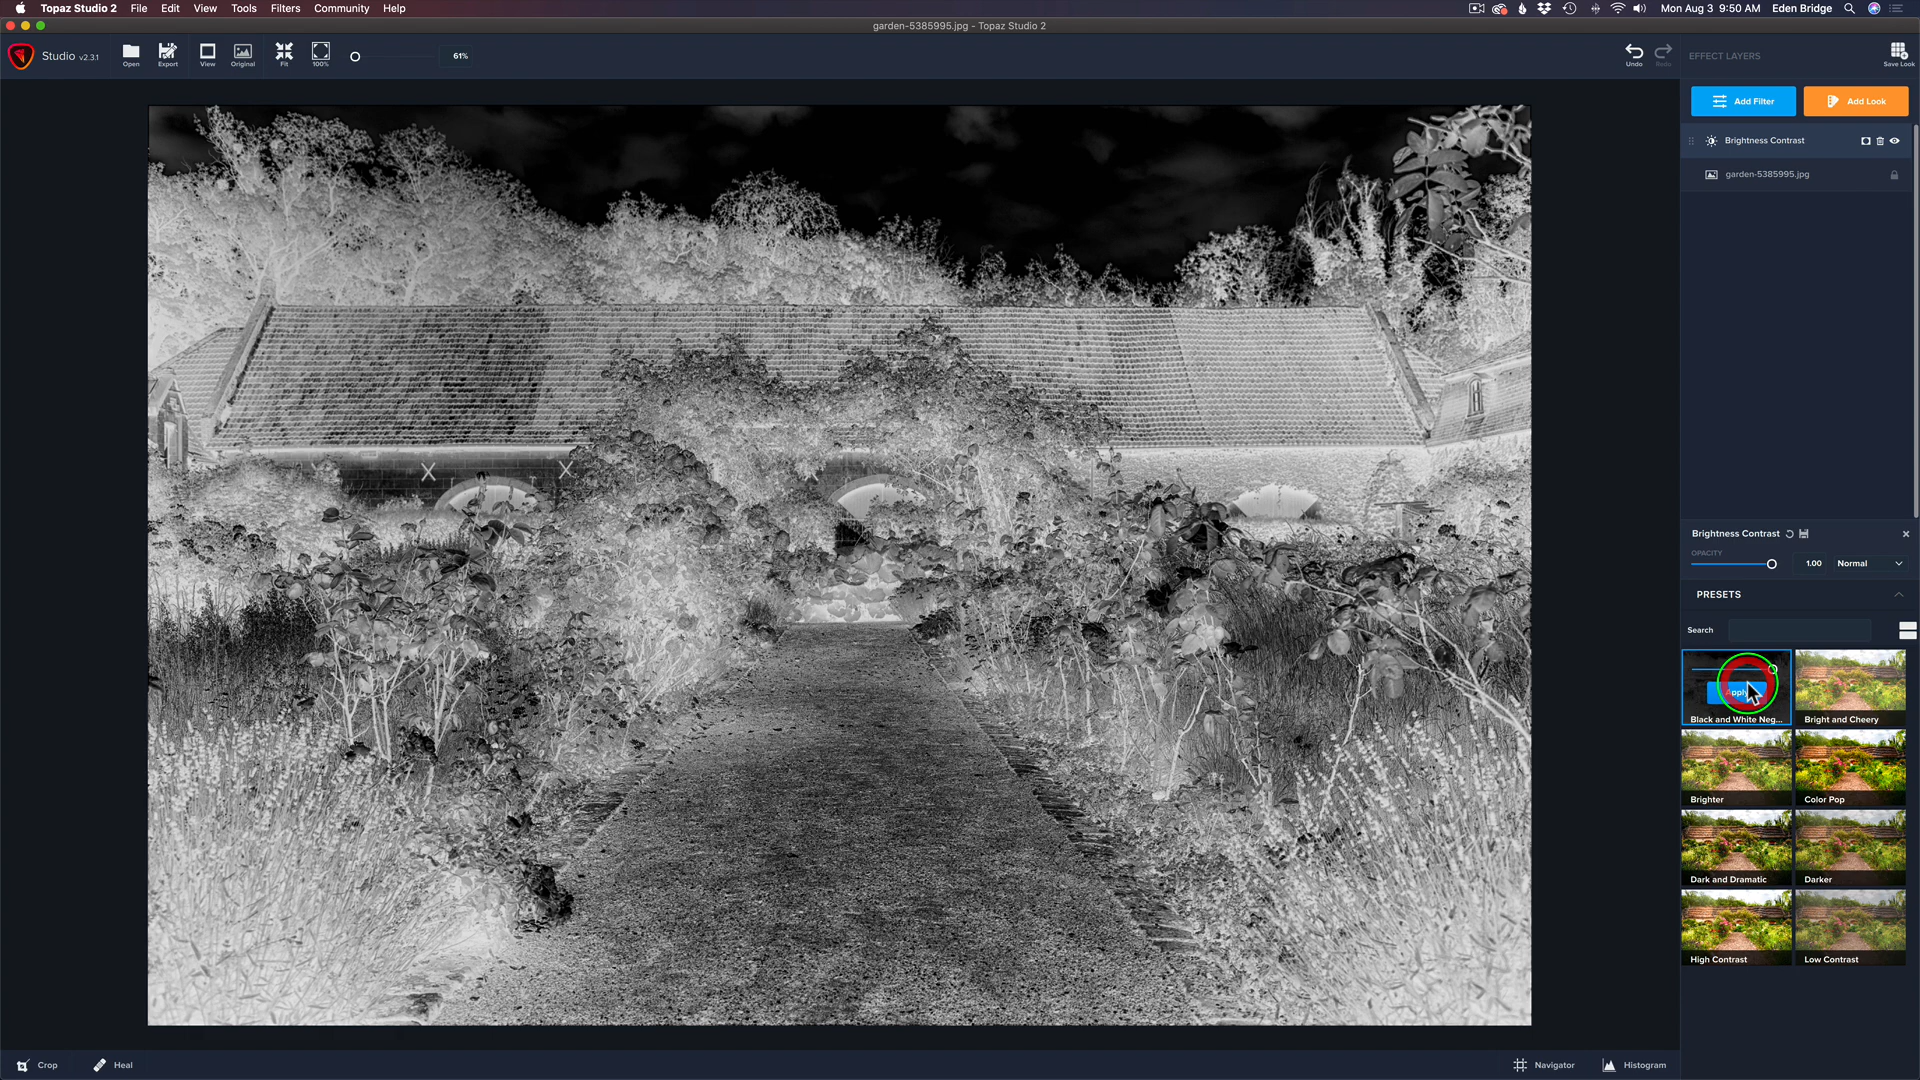 Topaz Studio 2 File Edit View Tools Filters Community Help Mon Aug 3 9:50 AM Eden Bridge
garden-5385995.jpg - Topaz Studio 2
Studio v2.3.1 Open Export View Original Fit 100% 61% Undo Redo EFFECT LAYERS Save Look
Add Filter Add Look
Brightness Contrast
garden-5385995.jpg
Brightness Contrast
OPACITY
1.00 Normal
PRESETS
Search
Apply
Black and White Neg... Bright and Cheery
Brighter Color Pop
Dark and Dramatic Darker
High Contrast Low Contrast
Crop Heal Navigator Histogram